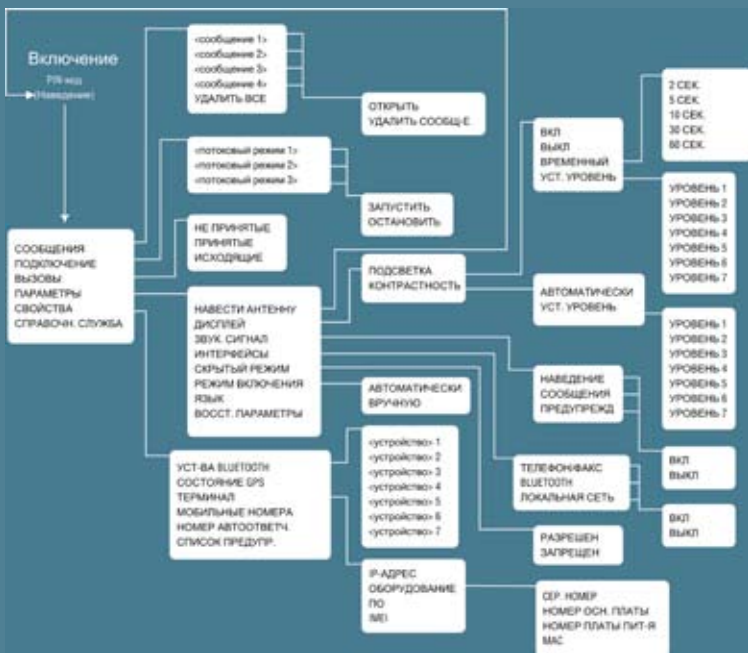 Включение
PIN код
(Наведение)
СООБЩЕНИЯ
ПОДКЛЮЧЕНИЕ
ВЫЗОВЫ
ПАРАМЕТРЫ
СВОЙСТВА
СПРАВОЧН. СЛУЖБА
<сообщение 1>
<сообщение 2>
<сообщение 3>
<сообщение 4>
УДАЛИТЬ ВСЕ
ОТКРЫТЬ
УДАЛИТЬ СООБЩ-Е
<потоковый режим 1>
<потоковый режим 2>
<потоковый режим 3>
ЗАПУСТИТЬ
ОСТАНОВИТЬ
НЕ ПРИНЯТЫЕ
ПРИНЯТЫЕ
ИСХОДЯЩИЕ
НАВЕСТИ АНТЕННУ
ДИСПЛЕЙ
ЗВУК. СИГНАЛ
ИНТЕРФЕЙСЫ
СКРЫТЫЙ РЕЖИМ
РЕЖИМ ВКЛЮЧЕНИЯ
ЯЗЫК
ВОССТ. ПАРАМЕТРЫ
ПОДСВЕТКА
КОНТРАСТНОСТЬ
ВКЛ
ВЫКЛ
ВРЕМЕННЫЙ
УСТ. УРОВЕНЬ
2 СЕК.
5 СЕК.
10 СЕК.
30 СЕК.
60 СЕК.
УРОВЕНЬ 1
УРОВЕНЬ 2
УРОВЕНЬ 3
УРОВЕНЬ 4
УРОВЕНЬ 5
УРОВЕНЬ 6
УРОВЕНЬ 7
АВТОМАТИЧЕСКИ
УСТ. УРОВЕНЬ
УРОВЕНЬ 1
УРОВЕНЬ 2
УРОВЕНЬ 3
УРОВЕНЬ 4
УРОВЕНЬ 5
УРОВЕНЬ 6
УРОВЕНЬ 7
НАВЕДЕНИЕ
СООБЩЕНИЯ
ПРЕДУПРЕЖД
ВКЛ
ВЫКЛ
АВТОМАТИЧЕСКИ
ВРУЧНУЮ
ТЕЛЕФОН/ФАКС
BLUETOOTH
ЛОКАЛЬНАЯ СЕТЬ
ВКЛ
ВЫКЛ
РАЗРЕШЕН
ЗАПРЕЩЕН
УСТ-ВА BLUETOOTH
СОСТОЯНИЕ GPS
ТЕРМИНАЛ
МОБИЛЬНЫЕ НОМЕРА
НОМЕР АВТООТВЕТЧ.
СПИСОК ПРЕДУПР.
<устройство> 1
<устройство> 2
<устройство> 3
<устройство> 4
<устройство> 5
<устройство> 6
<устройство> 7
IP-АДРЕС
ОБОРУДОВАНИЕ
ПО
IMEI
СЕР. НОМЕР
НОМЕР ОСН. ПЛАТЫ
НОМЕР ПЛАТЫ ПИТ-Я
MAC